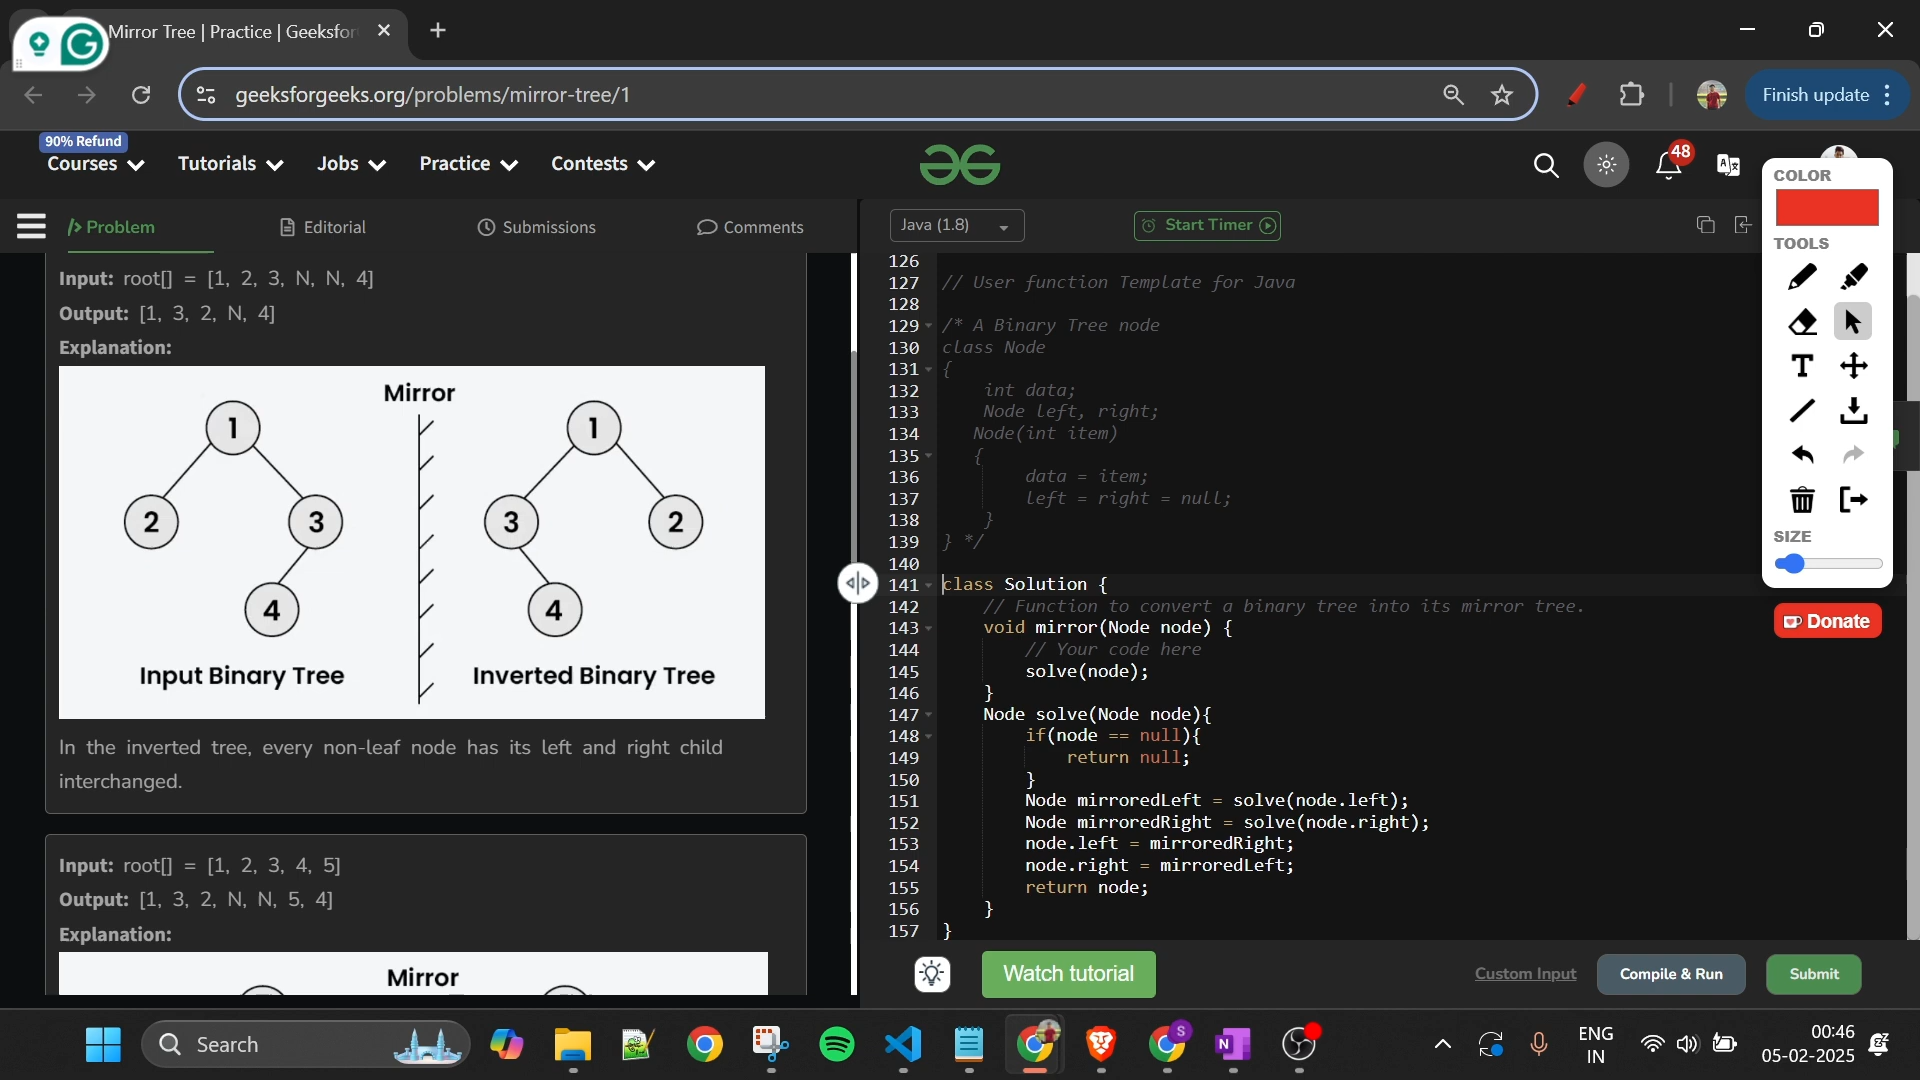 Mirror Tree | Practice | Geeksfor
geeksforgeeks.org/problems/mirror-tree/1
Finish update
90% Refund
Courses
Tutorials
Jobs
Practice
Contests
48
Problem
Editorial
Submissions
Comments
Java (1.8)
Start Timer
COLOR
TOOLS
SIZE
Donate
Input: root[] = [1, 2, 3, N, N, 4]
Output: [1, 3, 2, N, 4]
Explanation:
Mirror
1
1
2
3
3
2
4
4
Input Binary Tree
Inverted Binary Tree
In the inverted tree, every non-leaf node has its left and right child
interchanged.
Input: root[] = [1, 2, 3, 4, 5]
Output: [1, 3, 2, N, N, 5, 4]
Explanation:
Mirror
126
127 // User function Template for Java
128
129 /* A Binary Tree node
130 class Node
131 {
132 int data;
133 Node left, right;
134 Node(int item)
135 {
136 data = item;
137 left = right = null;
138 }
139 } */
140
141 class Solution {
142 // Function to convert a binary tree into its mirror tree.
143 void mirror(Node node) {
144 // Your code here
145 solve(node);
146 }
147 Node solve(Node node){
148 if(node == null){
149 return null;
150 }
151 Node mirroredLeft = solve(node.left);
152 Node mirroredRight = solve(node.right);
153 node.left = mirroredRight;
154 node.right = mirroredLeft;
155 return node;
156 }
157 }
Watch tutorial
Custom Input
Compile & Run
Submit
Search
ENG
IN
00:46
05-02-2025